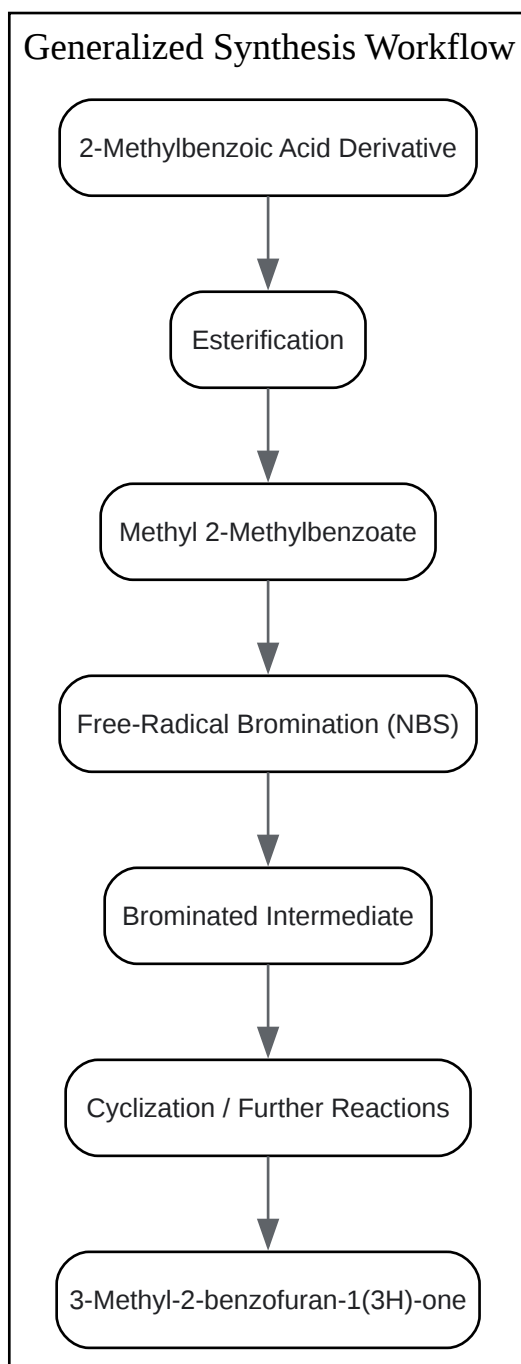 Generalized Synthesis Workflow
2-Methylbenzoic Acid Derivative
Esterification
Methyl 2-Methylbenzoate
Free-Radical Bromination (NBS)
Brominated Intermediate
Cyclization / Further Reactions
3-Methyl-2-benzofuran-1(3H)-one